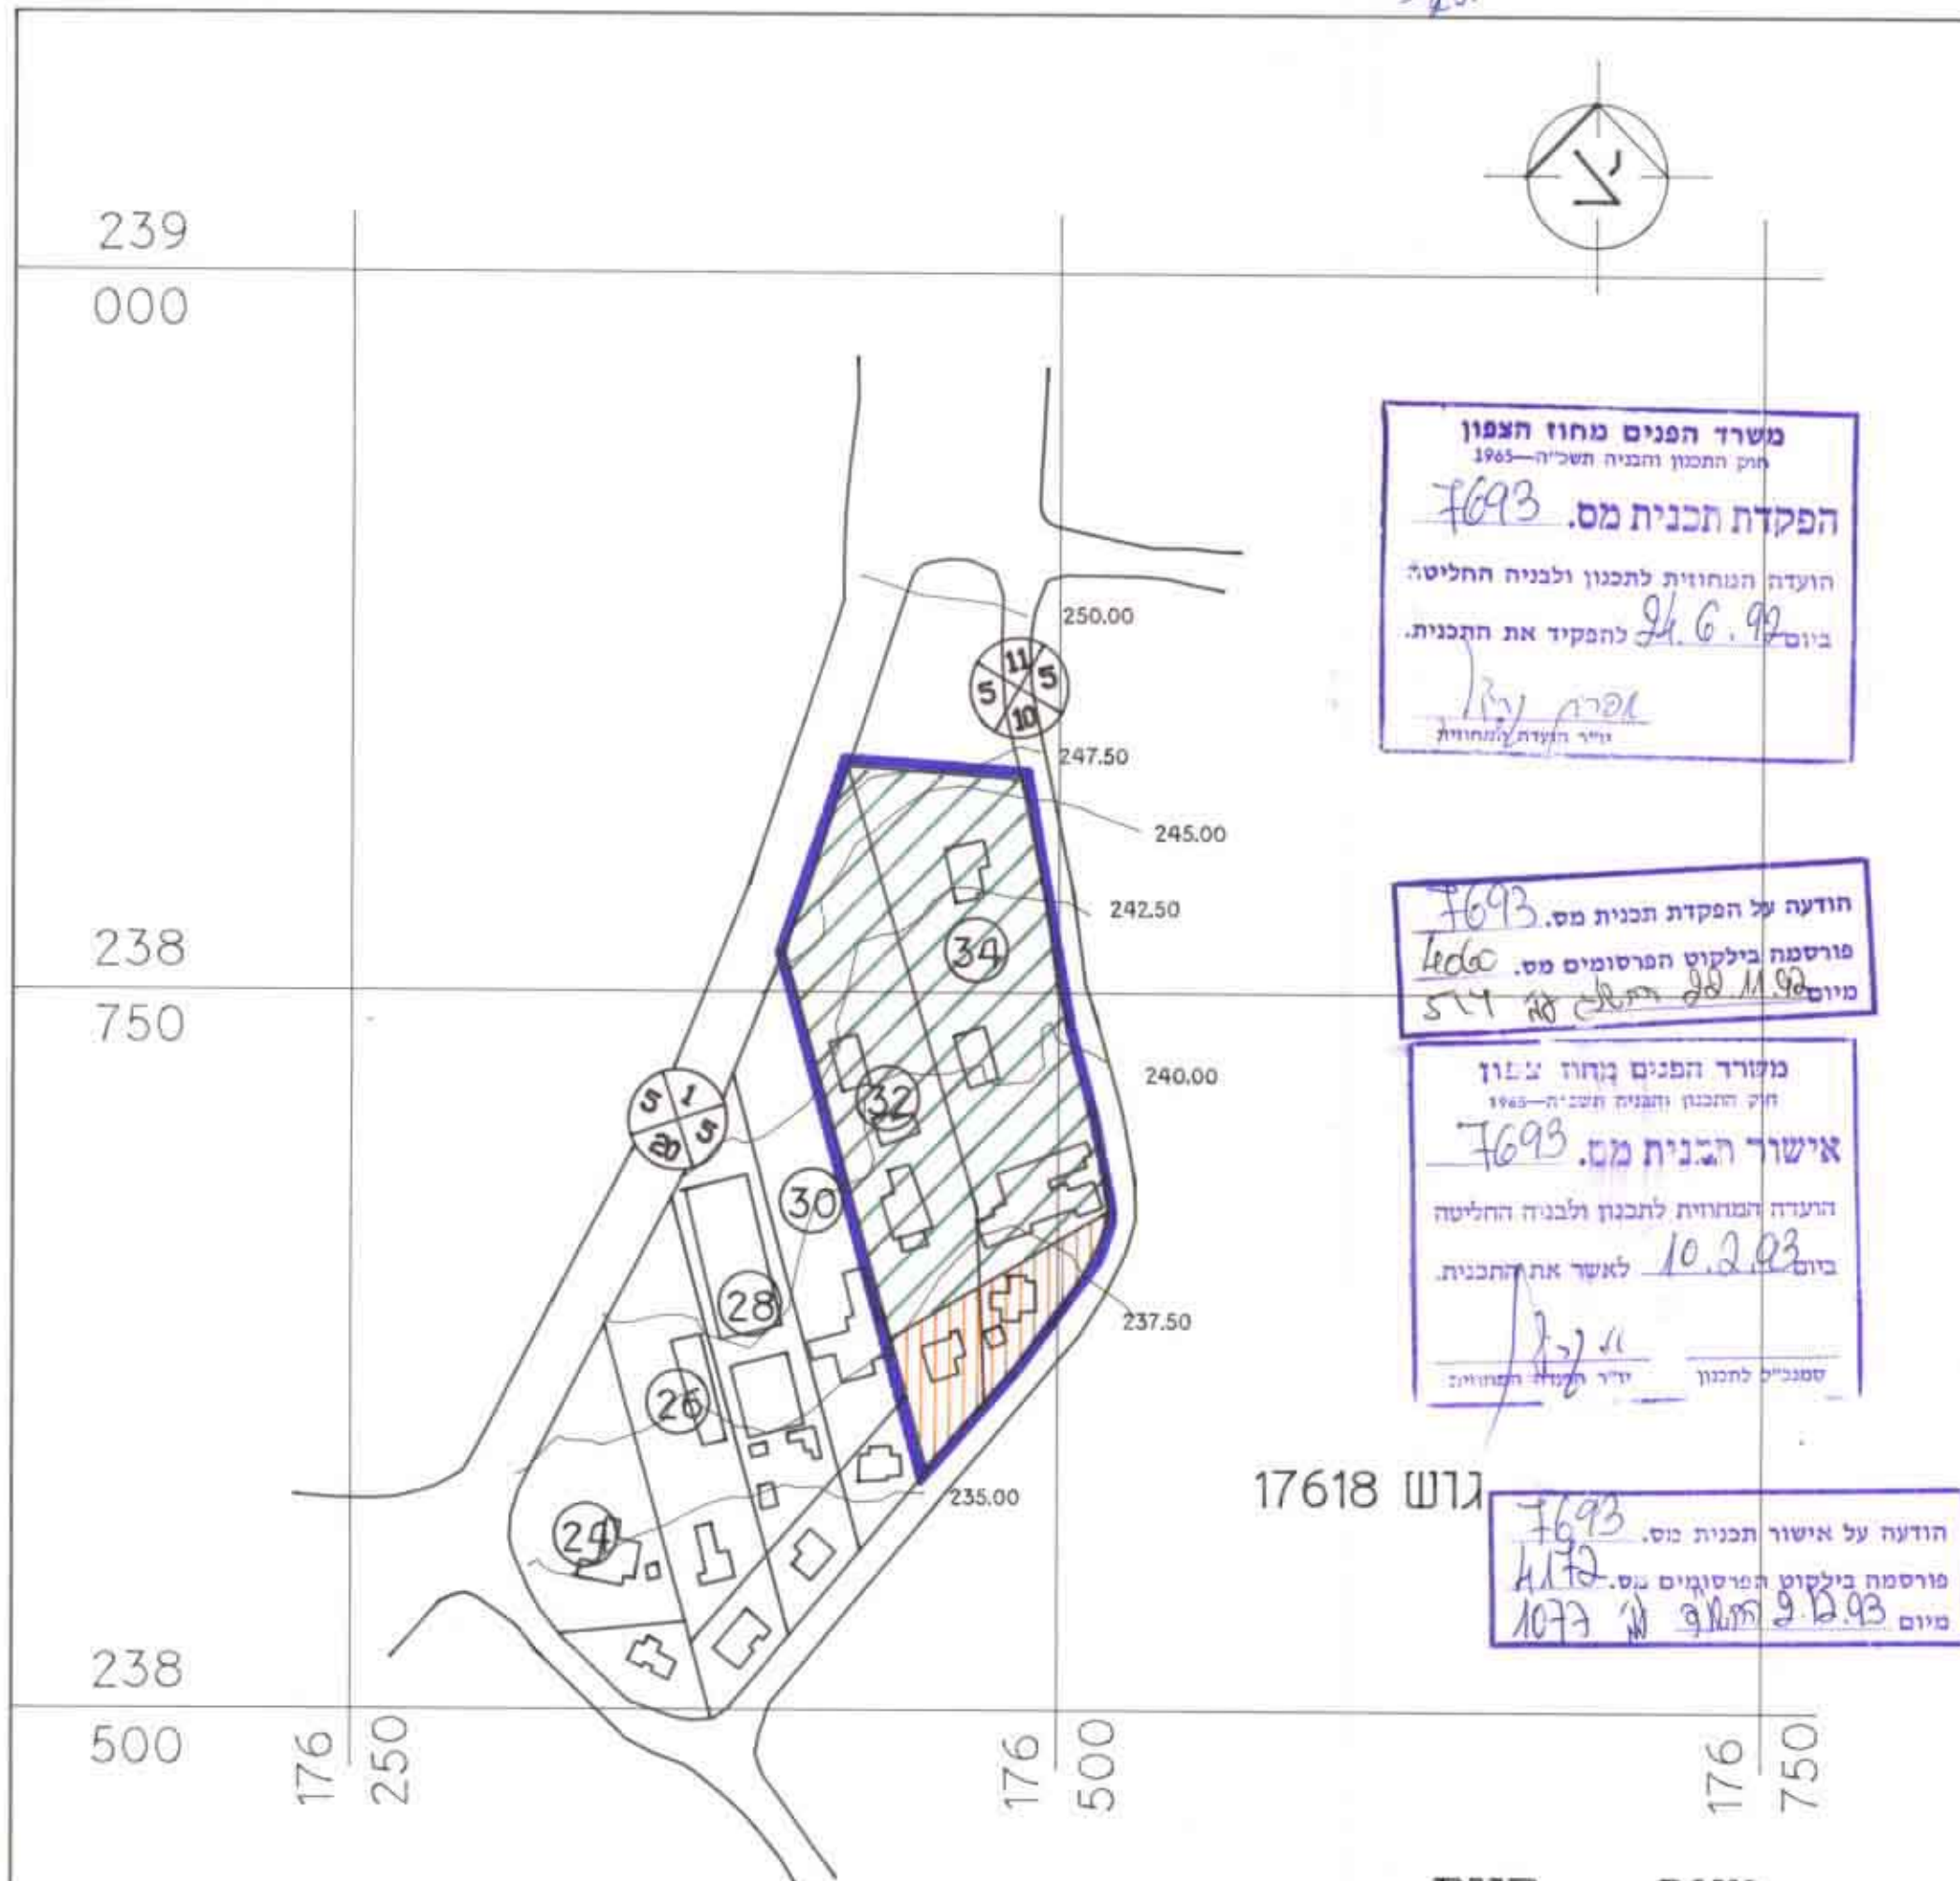 239
000
משרד הפנים מחוז הצפון
חוק התכנון והבניה תשכ״ה—1965
הפקדת תכנית מס. 7693
הועדה המחוזית לתכנון ולבניה החליטה
ביום 24.6.92 להפקיד את התכנית.
יו״ר הועדה המחוזית
250.00
11
5
5
10
247.50
245.00
242.50
34
הודעה על הפקדת תכנית מס. 7693
פורסמה בילקוט הפרסומים מס. 4060
מיום 22.11.92
238
750
240.00
32
משרד הפנים מחוז צפון
חוק התכנון והבניה תשכ״ה—1965
אישור תכנית מס. 7693
הועדה המחוזית לתכנון ולבניה החליטה
ביום 10.2.93 לאשר את התכנית.
סמנכ״ל לתכנון
יו״ר הועדה המחוזית
5
1
20
5
30
28
237.50
26
235.00
גוש 17618
24
הודעה על אישור תכנית מס. 7693
פורסמה בילקוט הפרסומים מס. 4172
מיום 9.12.93 1077
238
500
176
250
176
500
176
750